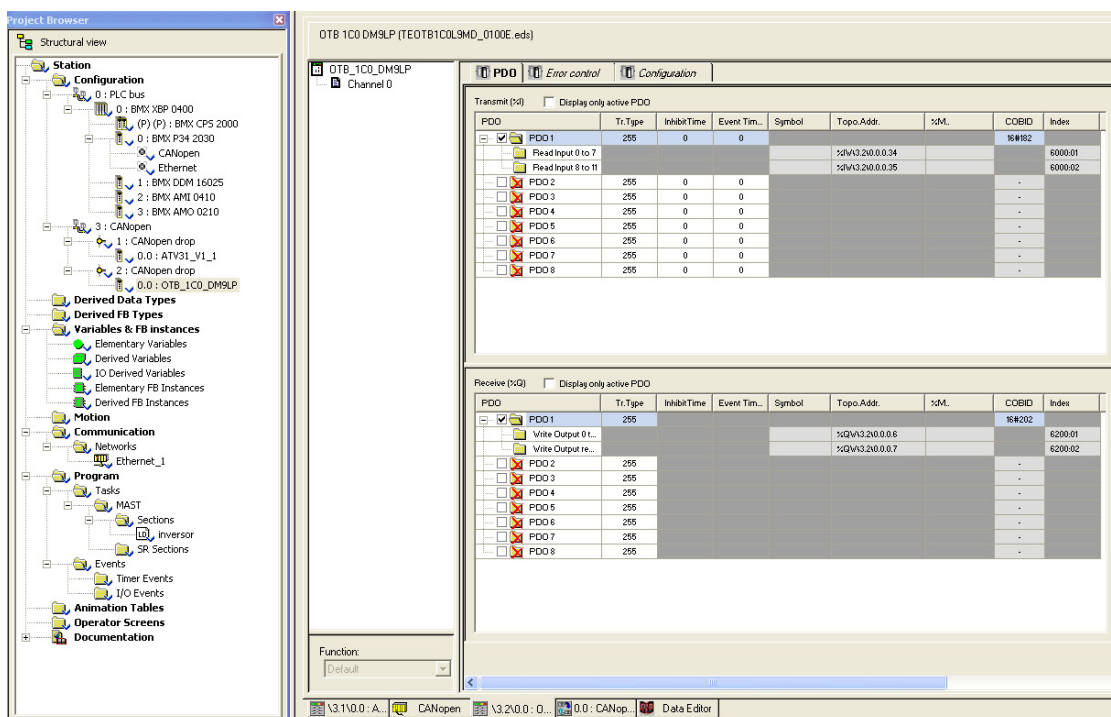 Project Browser
Structural view
Station
Configuration
0 : PLC bus
0 : BMX XBP 0400
(P) (P) : BMX CPS 2000
0 : BMX P34 2030
CANopen
Ethernet
1 : BMX DDM 16025
2 : BMX AMI 0410
3 : BMX AMO 0210
3 : CANopen
1 : CANopen drop
0.0 : ATV31_V1_1
2 : CANopen drop
0.0 : OTB_1C0_DM9LP
Derived Data Types
Derived FB Types
Variables & FB instances
Elementary Variables
Derived Variables
IO Derived Variables
Elementary FB Instances
Derived FB Instances
Motion
Communication
Networks
Ethernet_1
Program
Tasks
MAST
Sections
LD inversor
SR Sections
Events
Timer Events
I/O Events
Animation Tables
Operator Screens
Documentation
OTB 1C0 DM9LP (TEOTB1C0L9MD_0100E.eds)
OTB_1C0_DM9LP
Channel 0
Function:
Default
PDO Error control Configuration
Transmit (%I) Display only active PDO
PDO Tr.Type InhibitTime Event Tim... Symbol Topo.Addr. %M.. COBID Index
PDO 1 255 0 0 16#182
Read Input 0 to 7 %IW\3.2\0.0.0.34 6000:01
Read Input 8 to 11 %IW\3.2\0.0.0.35 6000:02
PDO 2 255 0 0 -
PDO 3 255 0 0 -
PDO 4 255 0 0 -
PDO 5 255 0 0 -
PDO 6 255 0 0 -
PDO 7 255 0 0 -
PDO 8 255 0 0 -
Receive (%Q) Display only active PDO
PDO Tr.Type InhibitTime Event Tim... Symbol Topo.Addr. %M.. COBID Index
PDO 1 255 16#202
Write Output 0 t... %QW\3.2\0.0.0.6 6200:01
Write Output re... %QW\3.2\0.0.0.7 6200:02
PDO 2 255 -
PDO 3 255 -
PDO 4 255 -
PDO 5 255 -
PDO 6 255 -
PDO 7 255 -
PDO 8 255 -
\3.1\0.0 : A... CANopen \3.2\0.0 : O... 0.0 : CANop... Data Editor